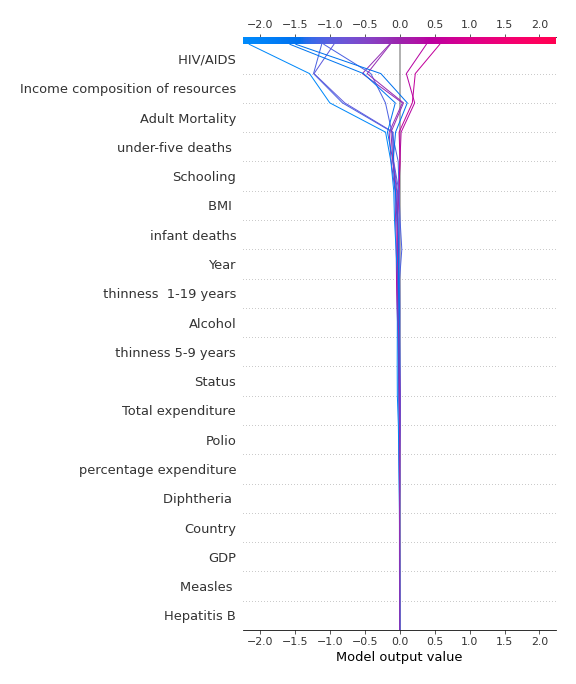 −2.0 −1.5 −1.0 −0.5 0.0 0.5 1.0 1.5 2.0
HIV/AIDS
Income composition of resources
Adult Mortality
under-five deaths
Schooling
BMI
infant deaths
Year
thinness  1-19 years
Alcohol
thinness 5-9 years
Status
Total expenditure
Polio
percentage expenditure
Diphtheria
Country
GDP
Measles
Hepatitis B
−2.0 −1.5 −1.0 −0.5 0.0 0.5 1.0 1.5 2.0
Model output value